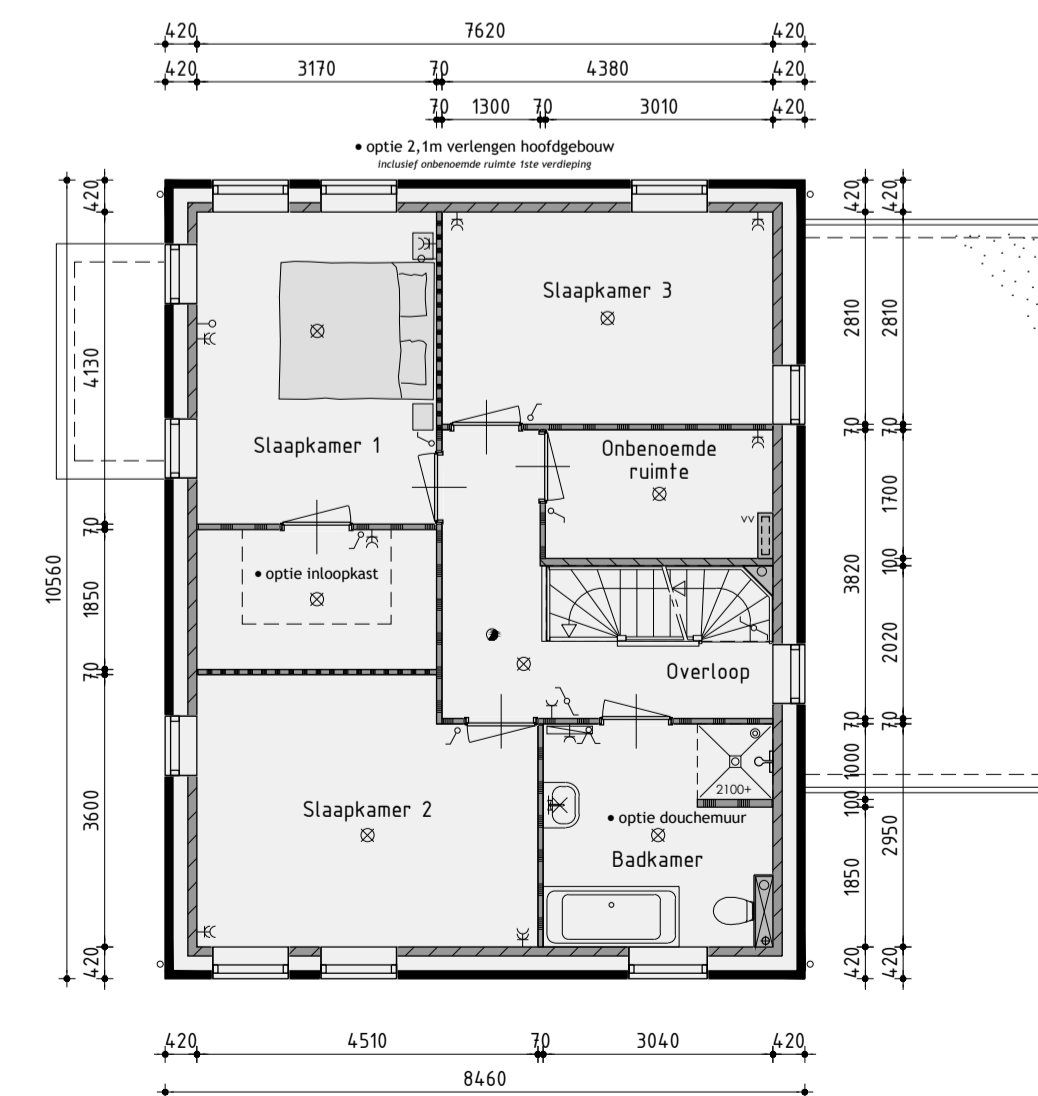 420 7620 420
420 3170 70 4380 420
70 1300 70 3010 420
• optie 2,1m verlengen hoofdgebouw
inclusief onbenoemde ruimte 1ste verdieping
10560
420
4130
70
1850
70
3600
420
Slaapkamer 3
Slaapkamer 1
Onbenoemde
ruimte
VV
• optie inloopkast
Overloop
2100+
Slaapkamer 2
• optie douchemuur
Badkamer
420
2810
70
3820
70
1000
100
1850
420
420
2810
70
1700
100
2020
70
2950
420
420 4510 70 3040 420
8460